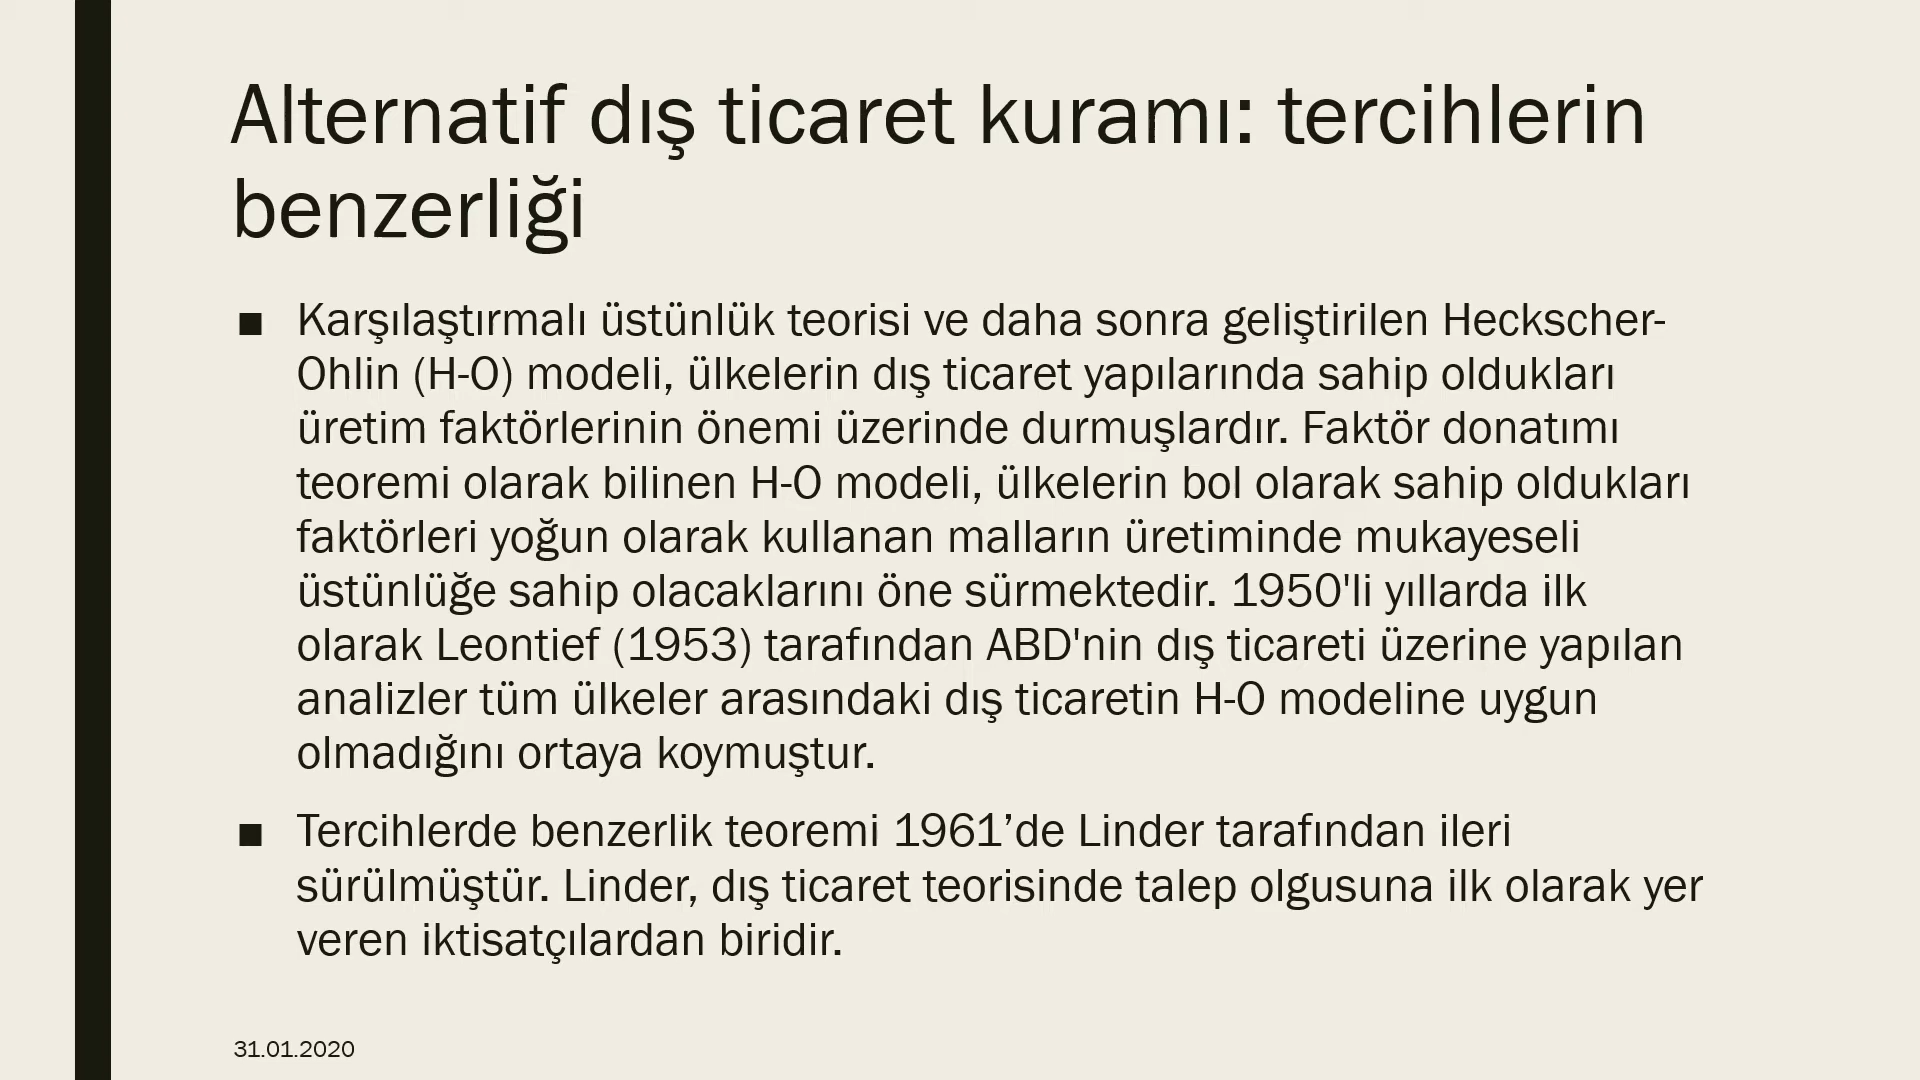 Alternatif dış ticaret kuramı: tercihlerin
benzerliği
■ Karşılaştırmalı üstünlük teorisi ve daha sonra geliştirilen Heckscher-
Ohlin (H-O) modeli, ülkelerin dış ticaret yapılarında sahip oldukları
üretim faktörlerinin önemi üzerinde durmuşlardır. Faktör donatımı
teoremi olarak bilinen H-O modeli, ülkelerin bol olarak sahip oldukları
faktörleri yoğun olarak kullanan malların üretiminde mukayeseli
üstünlüğe sahip olacaklarını öne sürmektedir. 1950'li yıllarda ilk
olarak Leontief (1953) tarafından ABD'nin dış ticareti üzerine yapılan
analizler tüm ülkeler arasındaki dış ticaretin H-O modeline uygun
olmadığını ortaya koymuştur.
■ Tercihlerde benzerlik teoremi 1961’de Linder tarafından ileri
sürülmüştür. Linder, dış ticaret teorisinde talep olgusuna ilk olarak yer
veren iktisatçılardan biridir.
31.01.2020